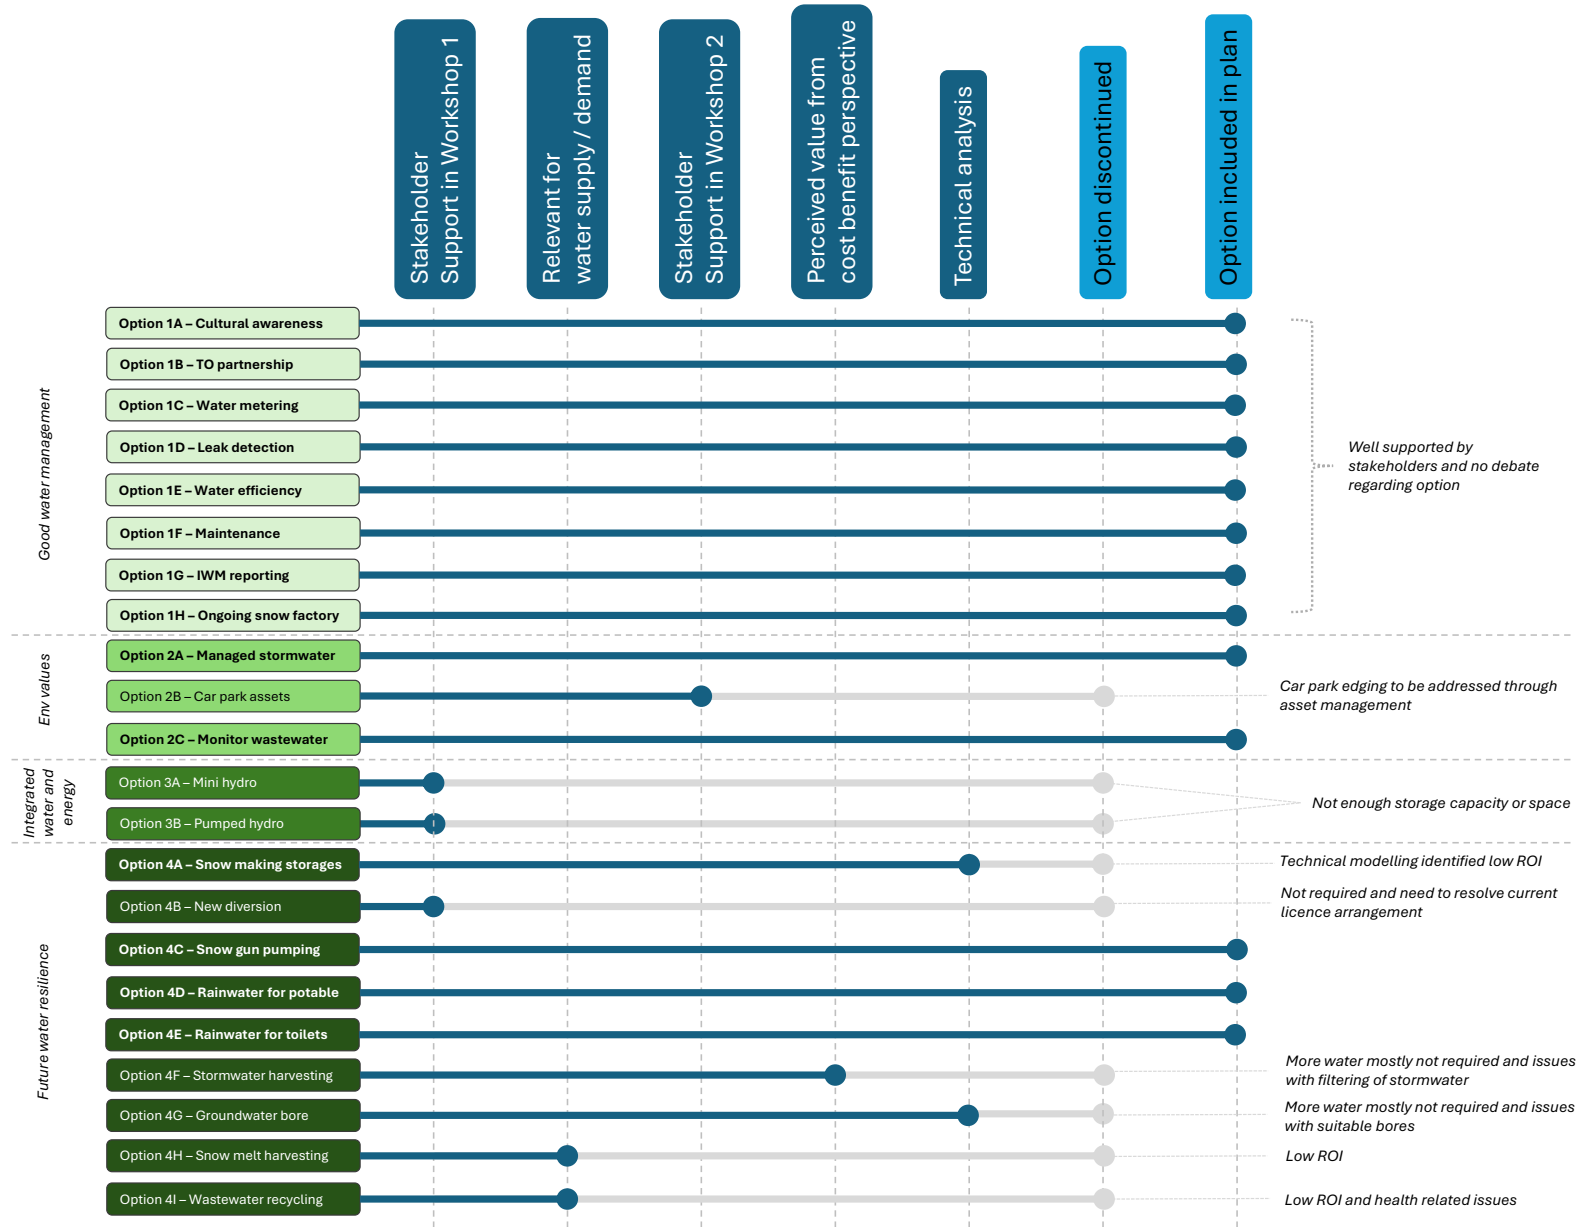 Stakeholder
Support in Workshop 1
Relevant for
water supply / demand
Stakeholder
Support in Workshop 2
Perceived value from
cost benefit perspective
Technical analysis
Option discontinued
Option included in plan
Good water management
Option 1A – Cultural awareness
Option 1B – TO partnership
Option 1C – Water metering
Option 1D – Leak detection
Option 1E – Water efficiency
Option 1F – Maintenance
Option 1G – IWM reporting
Option 1H – Ongoing snow factory
Well supported by
stakeholders and no debate
regarding option
Env values
Option 2A – Managed stormwater
Option 2B – Car park assets
Car park edging to be addressed through
asset management
Option 2C – Monitor wastewater
Integrated
water and
energy
Option 3A – Mini hydro
Option 3B – Pumped hydro
Not enough storage capacity or space
Future water resilience
Option 4A – Snow making storages
Technical modelling identified low ROI
Option 4B – New diversion
Not required and need to resolve current
licence arrangement
Option 4C – Snow gun pumping
Option 4D – Rainwater for potable
Option 4E – Rainwater for toilets
Option 4F – Stormwater harvesting
More water mostly not required and issues
with filtering of stormwater
Option 4G – Groundwater bore
More water mostly not required and issues
with suitable bores
Option 4H – Snow melt harvesting
Low ROI
Option 4I – Wastewater recycling
Low ROI and health related issues